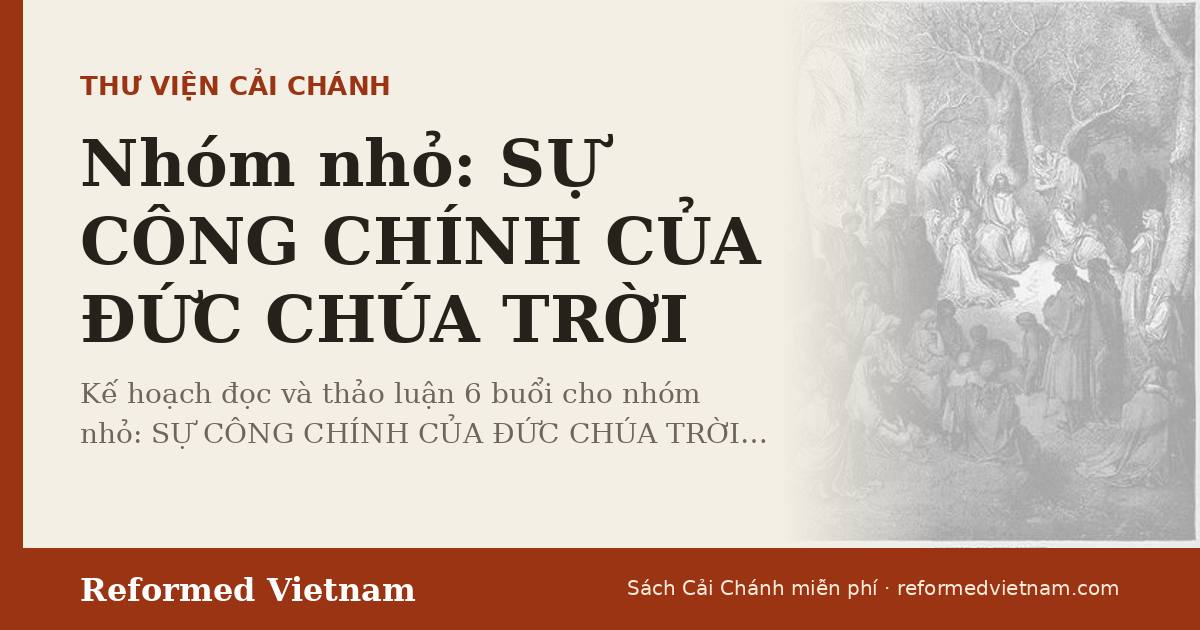 THƯ VIỆN CẢI CHÁNH
Nhóm nhỏ: SỰ
CÔNG CHÍNH CỦA
ĐỨC CHÚA TRỜI
Kế hoạch đọc và thảo luận 6 buổi cho nhóm
nhỏ: SỰ CÔNG CHÍNH CỦA ĐỨC CHÚA TRỜI...
Reformed Vietnam
Sách Cải Chánh miễn phí · reformedvietnam.com